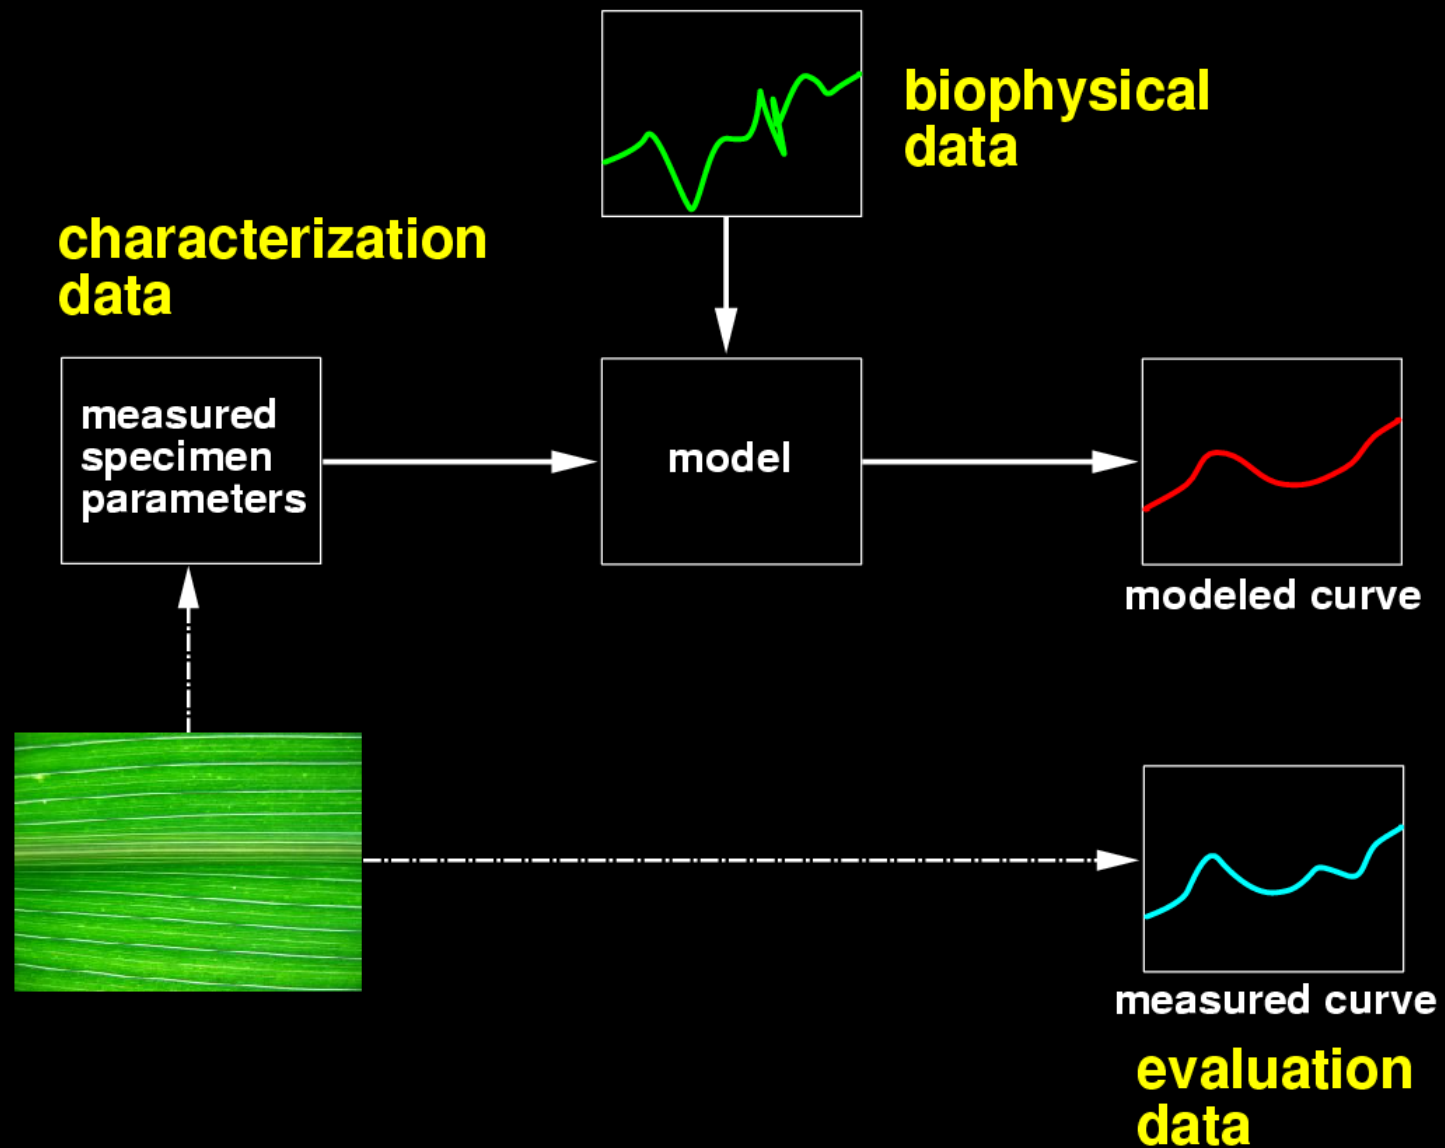 biophysical
data
characterization
data
measured
specimen
parameters
model
modeled curve
measured curve
evaluation
data